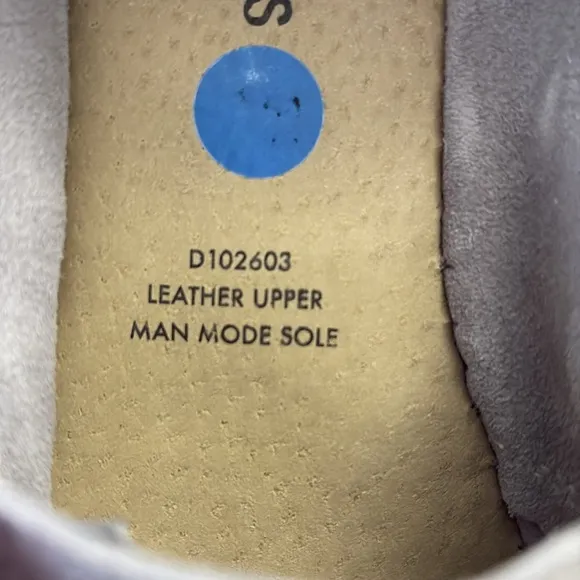 S
D102603
LEATHER UPPER
MAN MODE SOLE